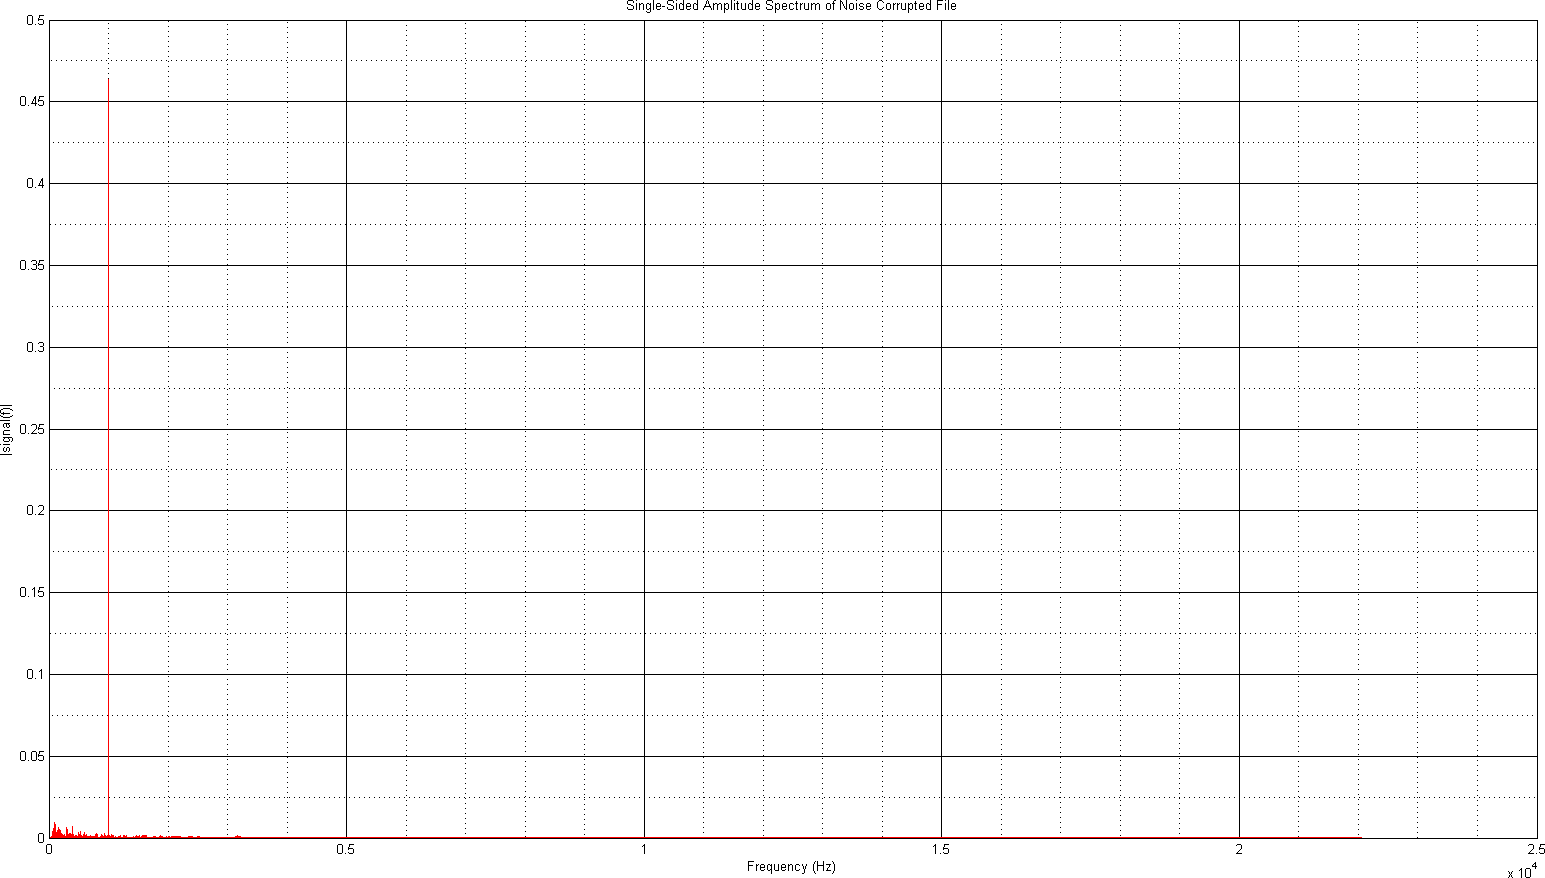 Single-Sided Amplitude Spectrum of Noise Corrupted File
0.5
0.45
0.4
0.35
0.3
0.25
0.2
0.15
0.1
0.05
0
|signal(f)|
0 0.5 1 1.5 2 2.5
Frequency (Hz)
x 10^4